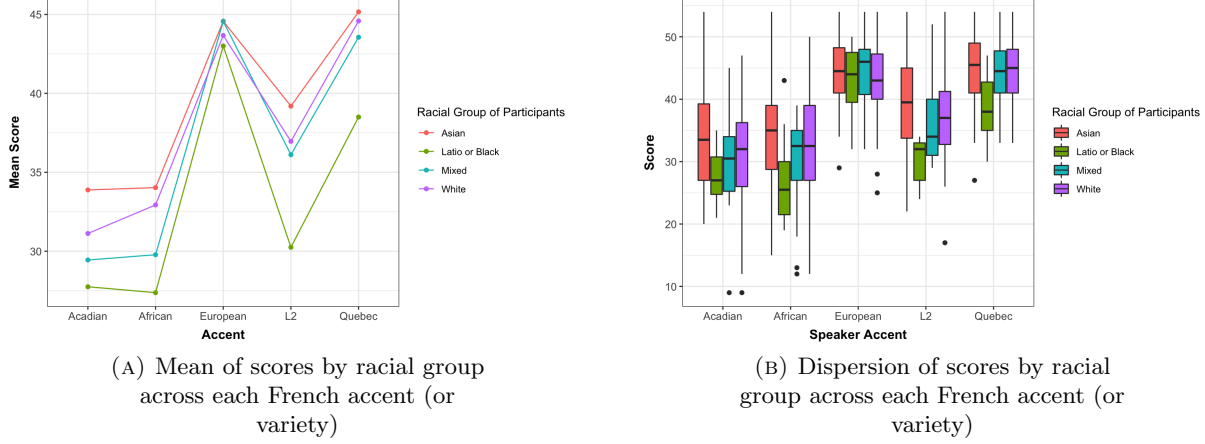 45
40
35
30
Mean Score
Acadian
African
European
L2
Quebec
Accent
Racial Group of Participants
Asian
Latio or Black
Mixed
White
(A) Mean of scores by racial group
across each French accent (or
variety)
50
40
30
20
10
Score
Acadian
African
European
L2
Quebec
Speaker Accent
Racial Group of Participants
Asian
Latio or Black
Mixed
White
(B) Dispersion of scores by racial
group across each French accent (or
variety)